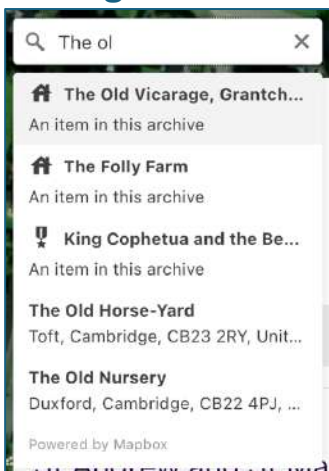 The ol
The Old Vicarage, Grantch...
An item in this archive
The Folly Farm
An item in this archive
King Cophetua and the Be...
An item in this archive
The Old Horse-Yard
Toft, Cambridge, CB23 2RY, Unit...
The Old Nursery
Duxford, Cambridge, CB22 4PJ, ...
Powered by Mapbox